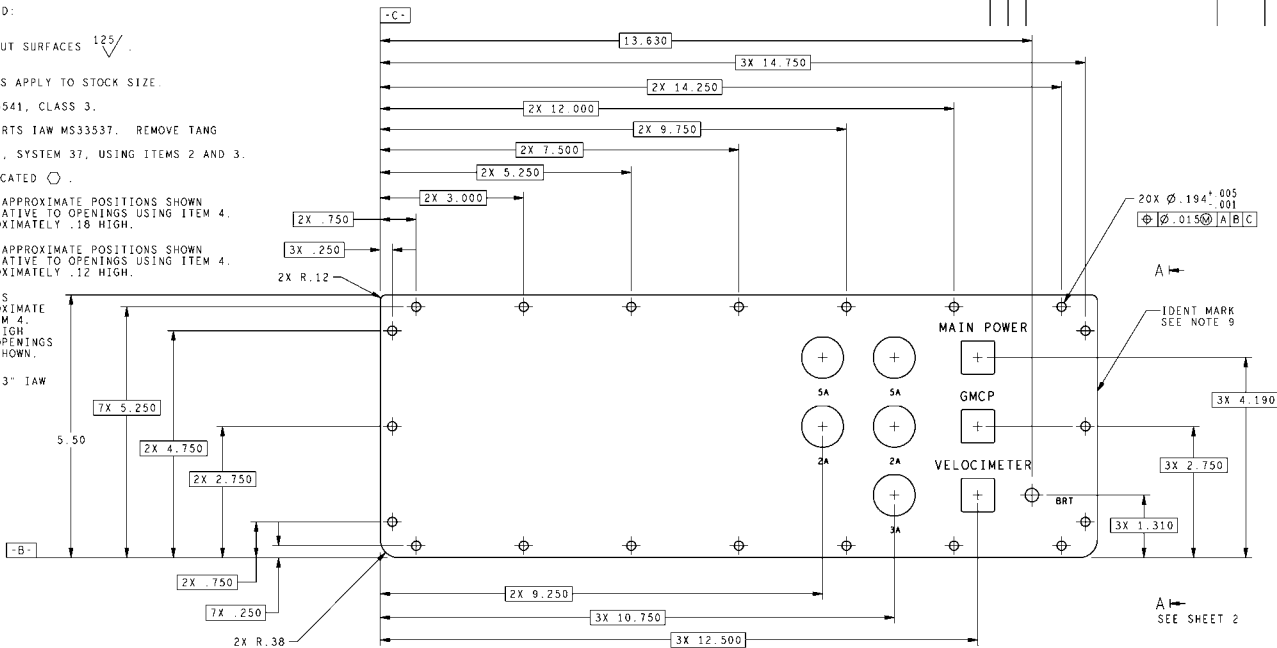 D:
UT SURFACES 125/ .
S APPLY TO STOCK SIZE.
541, CLASS 3.
RTS IAW MS33537. REMOVE TANG
, SYSTEM 37, USING ITEMS 2 AND 3.
CATED ⬡ .
APPROXIMATE POSITIONS SHOWN
ATIVE TO OPENINGS USING ITEM 4.
OXIMATELY .18 HIGH.
APPROXIMATE POSITIONS SHOWN
ATIVE TO OPENINGS USING ITEM 4.
OXIMATELY .12 HIGH.
S
OXIMATE
M 4.
IGH
OPENINGS
HOWN.
3" IAW
-C-
13.630
3X 14.750
2X 14.250
2X 12.000
2X 9.750
2X 7.500
2X 5.250
2X 3.000
2X .750
3X .250
2X R.12
20X Ø.194 +.005 -.001
⌖ Ø.015Ⓜ A B C
A
IDENT MARK
SEE NOTE 9
MAIN POWER
5A 5A
GMCP
2A 2A
VELOCIMETER
BRT
3A
5.50
7X 5.250
2X 4.750
2X 2.750
3X 4.190
3X 2.750
3X 1.310
-B-
2X .750
7X .250
2X R.38
2X 9.250
3X 10.750
3X 12.500
A
SEE SHEET 2